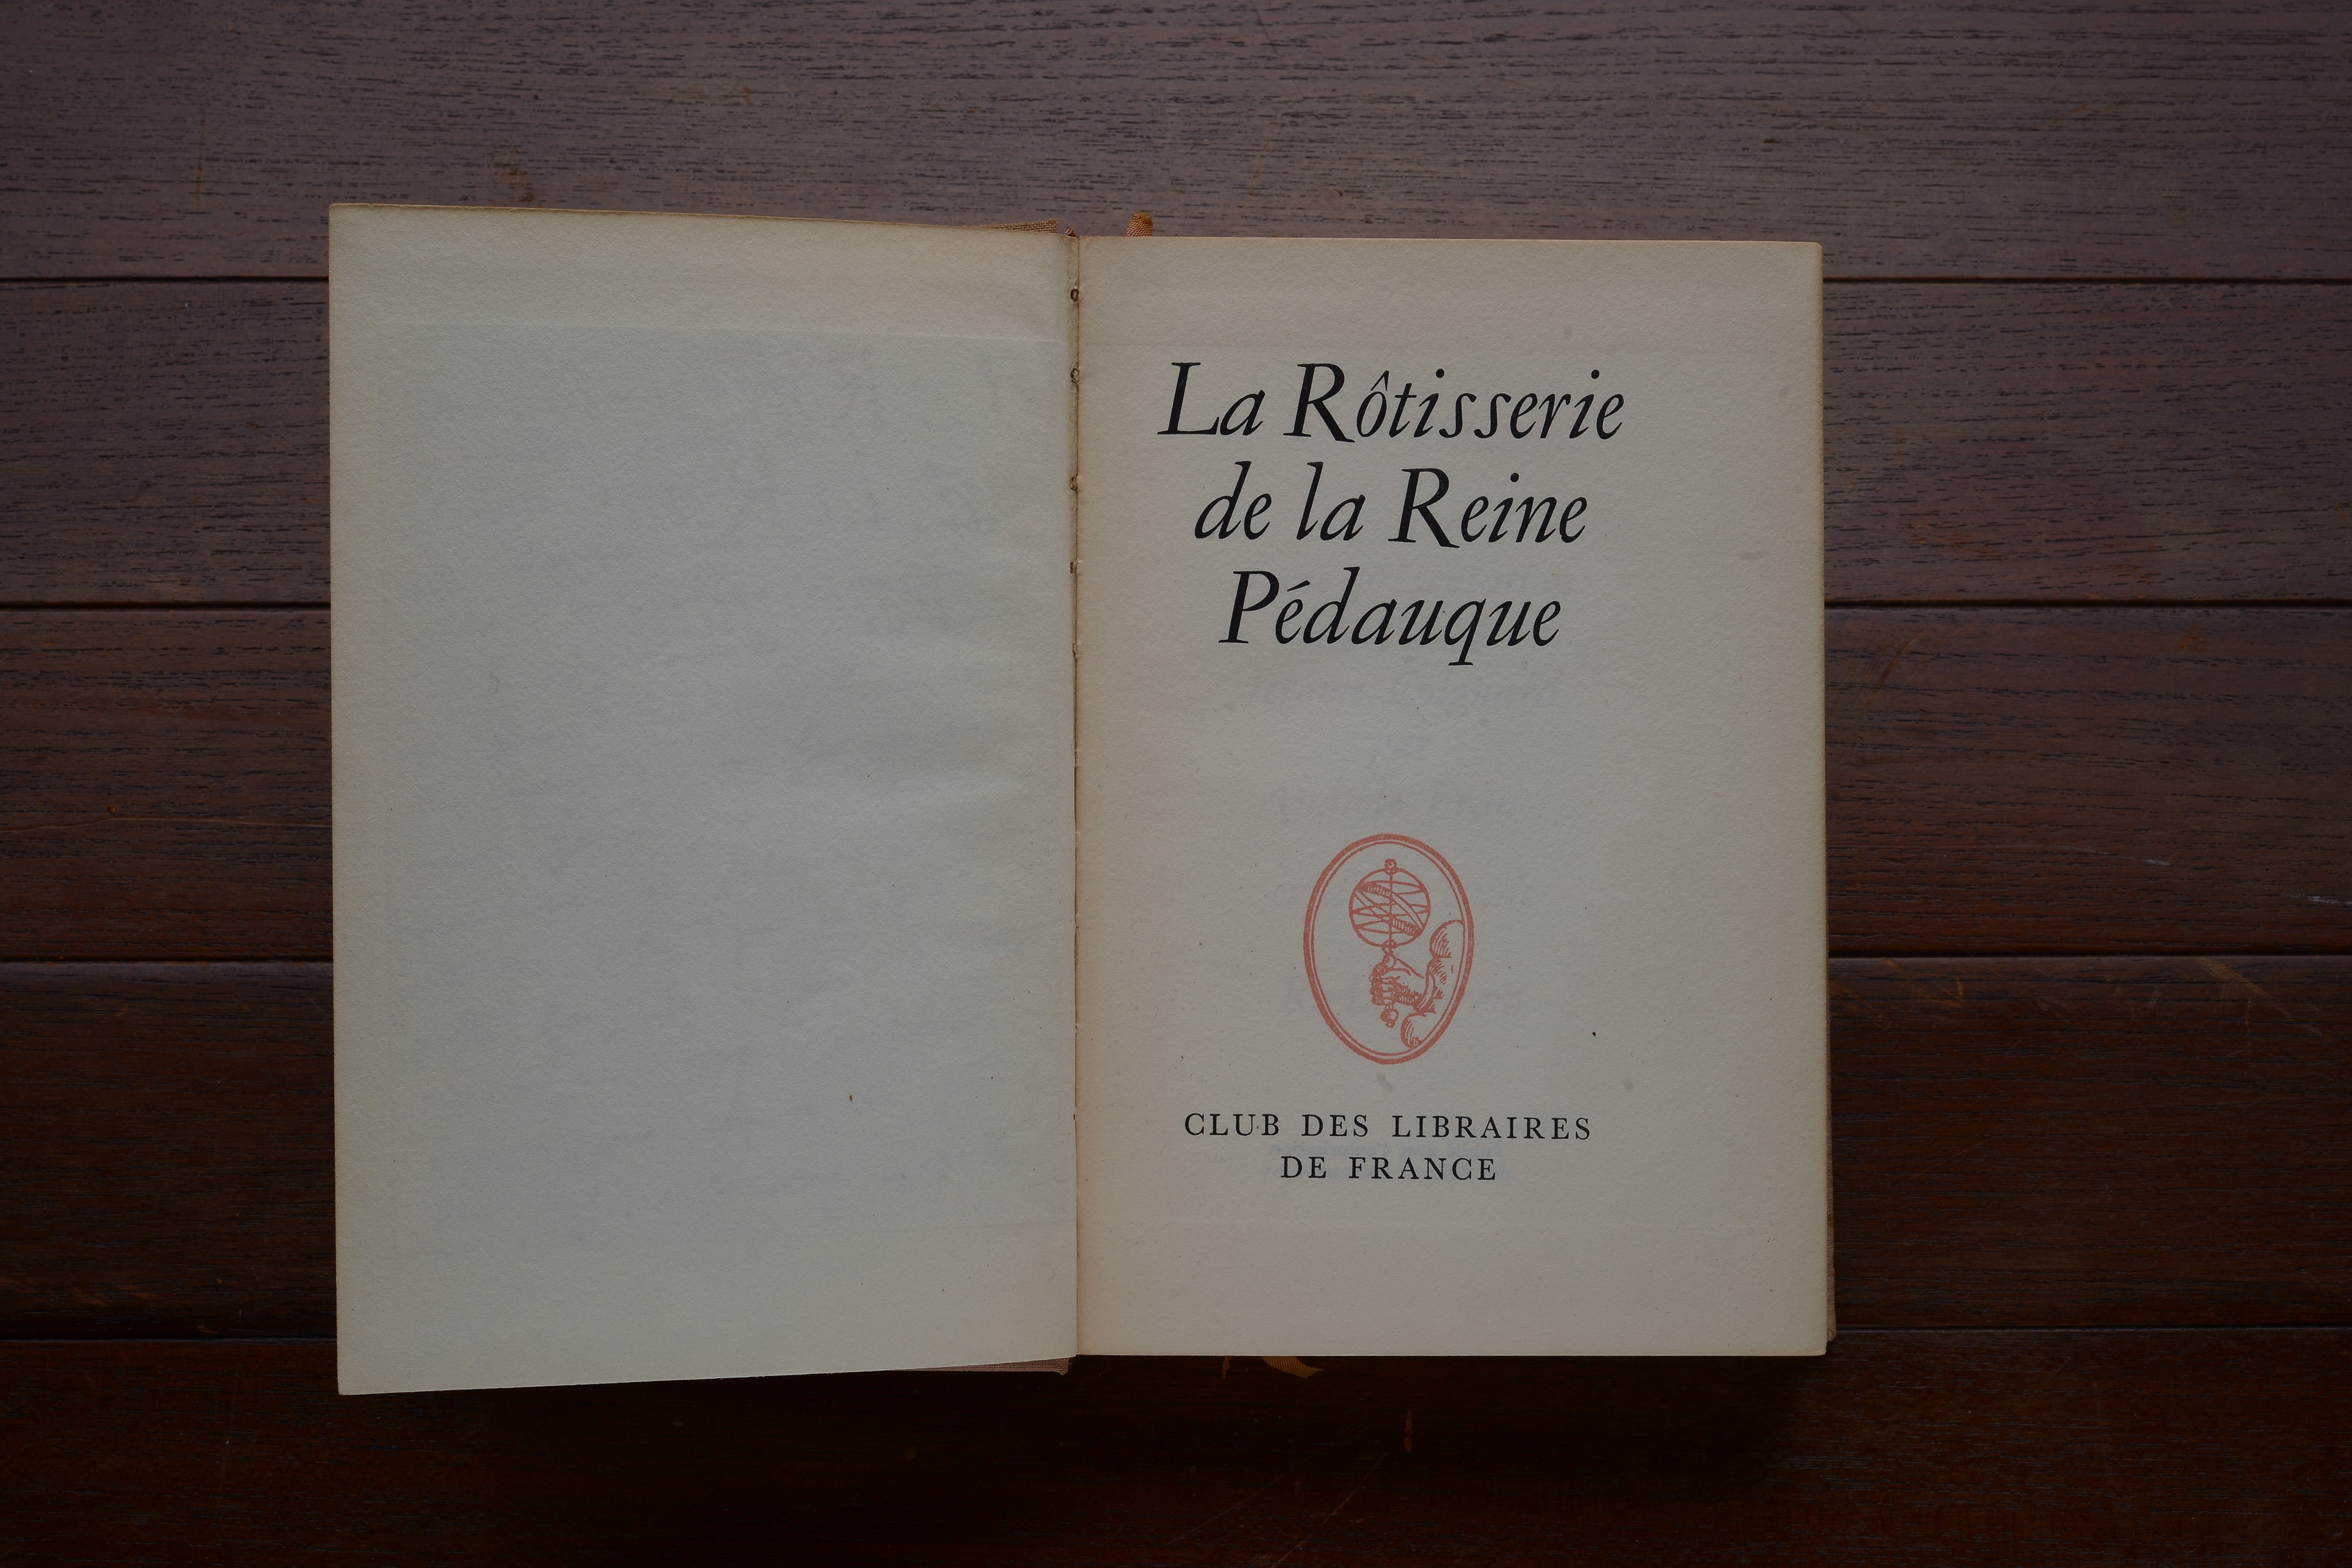 La Rôtisserie
de la Reine
Pédauque
CLUB DES LIBRAIRES
DE FRANCE